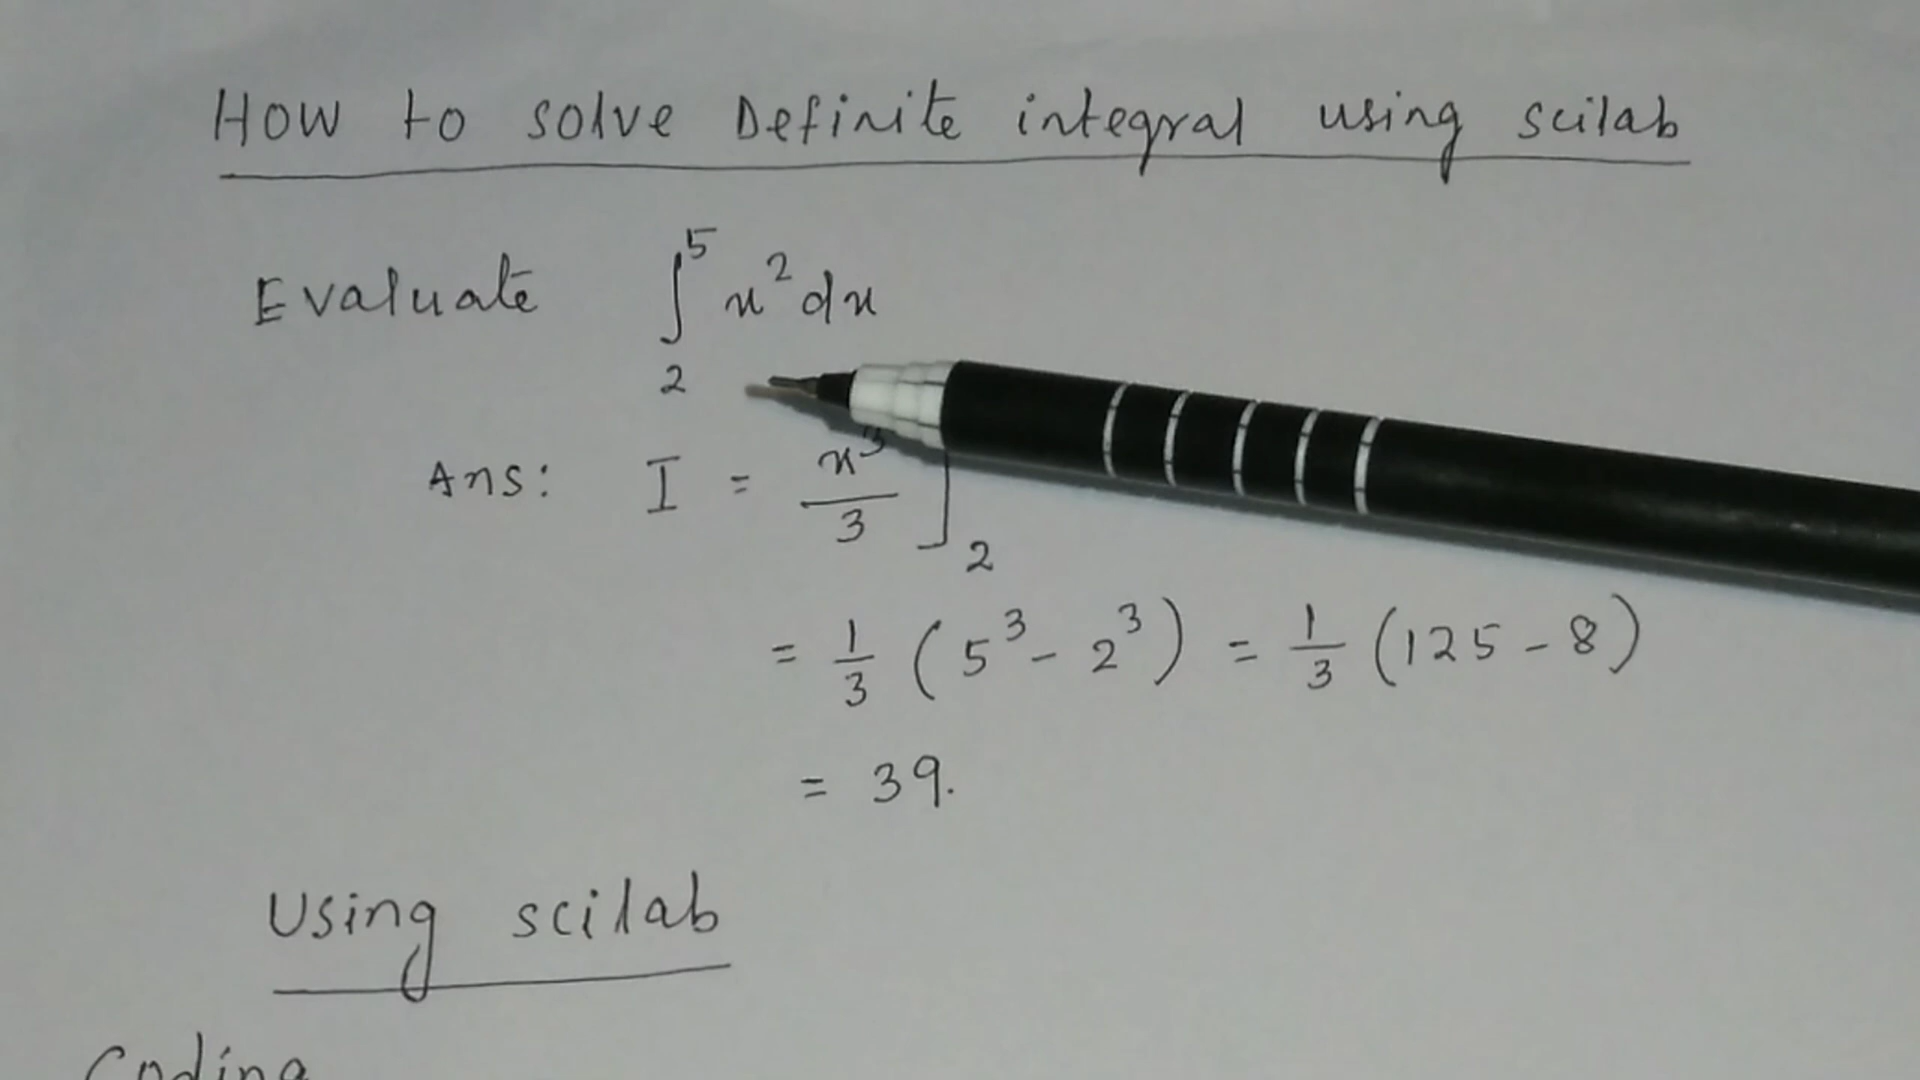 How to solve Definite integral using scilab
Evaluate ∫₂⁵ x² dx
Ans: I = x³/3 ]₂
= 1/3 (5³ - 2³) = 1/3 (125 - 8)
= 39.
Using scilab
Coding